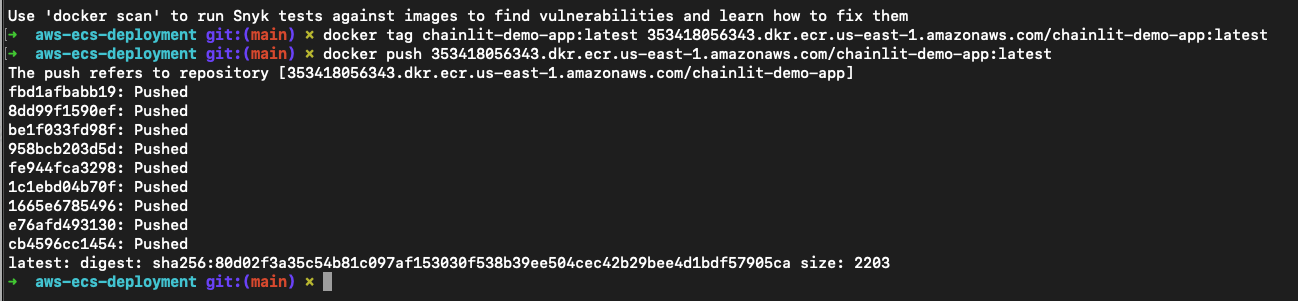 Use 'docker scan' to run Snyk tests against images to find vulnerabilities and learn how to fix them
[➜  aws-ecs-deployment git:(main) ✗ docker tag chainlit-demo-app:latest 353418056343.dkr.ecr.us-east-1.amazonaws.com/chainlit-demo-app:latest
[➜  aws-ecs-deployment git:(main) ✗ docker push 353418056343.dkr.ecr.us-east-1.amazonaws.com/chainlit-demo-app:latest
The push refers to repository [353418056343.dkr.ecr.us-east-1.amazonaws.com/chainlit-demo-app]
fbd1afbabb19: Pushed
8dd99f1590ef: Pushed
be1f033fd98f: Pushed
958bcb203d5d: Pushed
fe944fca3298: Pushed
1c1ebd04b70f: Pushed
1665e6785496: Pushed
e76afd493130: Pushed
cb4596cc1454: Pushed
latest: digest: sha256:80d02f3a35c54b81c097af153030f538b39ee504cec42b29bee4d1bdf57905ca size: 2203
➜  aws-ecs-deployment git:(main) ✗